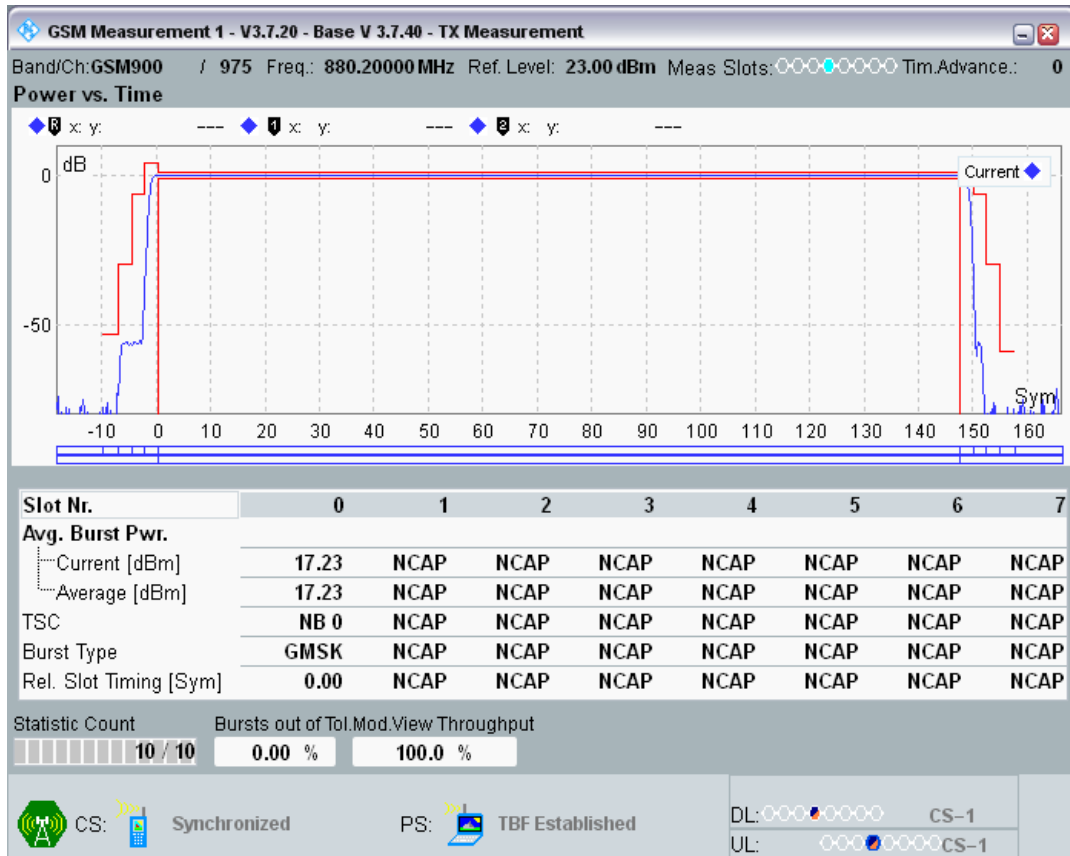 GSM Measurement 1 - V3.7.20 - Base V 3.7.40 - TX Measurement
Band/Ch:GSM900 / 975 Freq.: 880.20000 MHz Ref. Level: 23.00 dBm Meas Slots: Tim.Advance.: 0
Power vs. Time
R x: y: --- 1 x: y: --- 2 x: y: ---
dB
Current
0
-50
Sym
-10 0 10 20 30 40 50 60 70 80 90 100 110 120 130 140 150 160
Slot Nr. 0 1 2 3 4 5 6 7
Avg. Burst Pwr.
Current [dBm] 17.23 NCAP NCAP NCAP NCAP NCAP NCAP NCAP
Average [dBm] 17.23 NCAP NCAP NCAP NCAP NCAP NCAP NCAP
TSC NB 0 NCAP NCAP NCAP NCAP NCAP NCAP NCAP
Burst Type GMSK NCAP NCAP NCAP NCAP NCAP NCAP NCAP
Rel. Slot Timing [Sym] 0.00 NCAP NCAP NCAP NCAP NCAP NCAP NCAP
Statistic Count Bursts out of Tol. Mod.View Throughput
10 / 10 0.00 % 100.0 %
CS: Synchronized PS: TBF Established
DL: CS-1
UL: CS-1